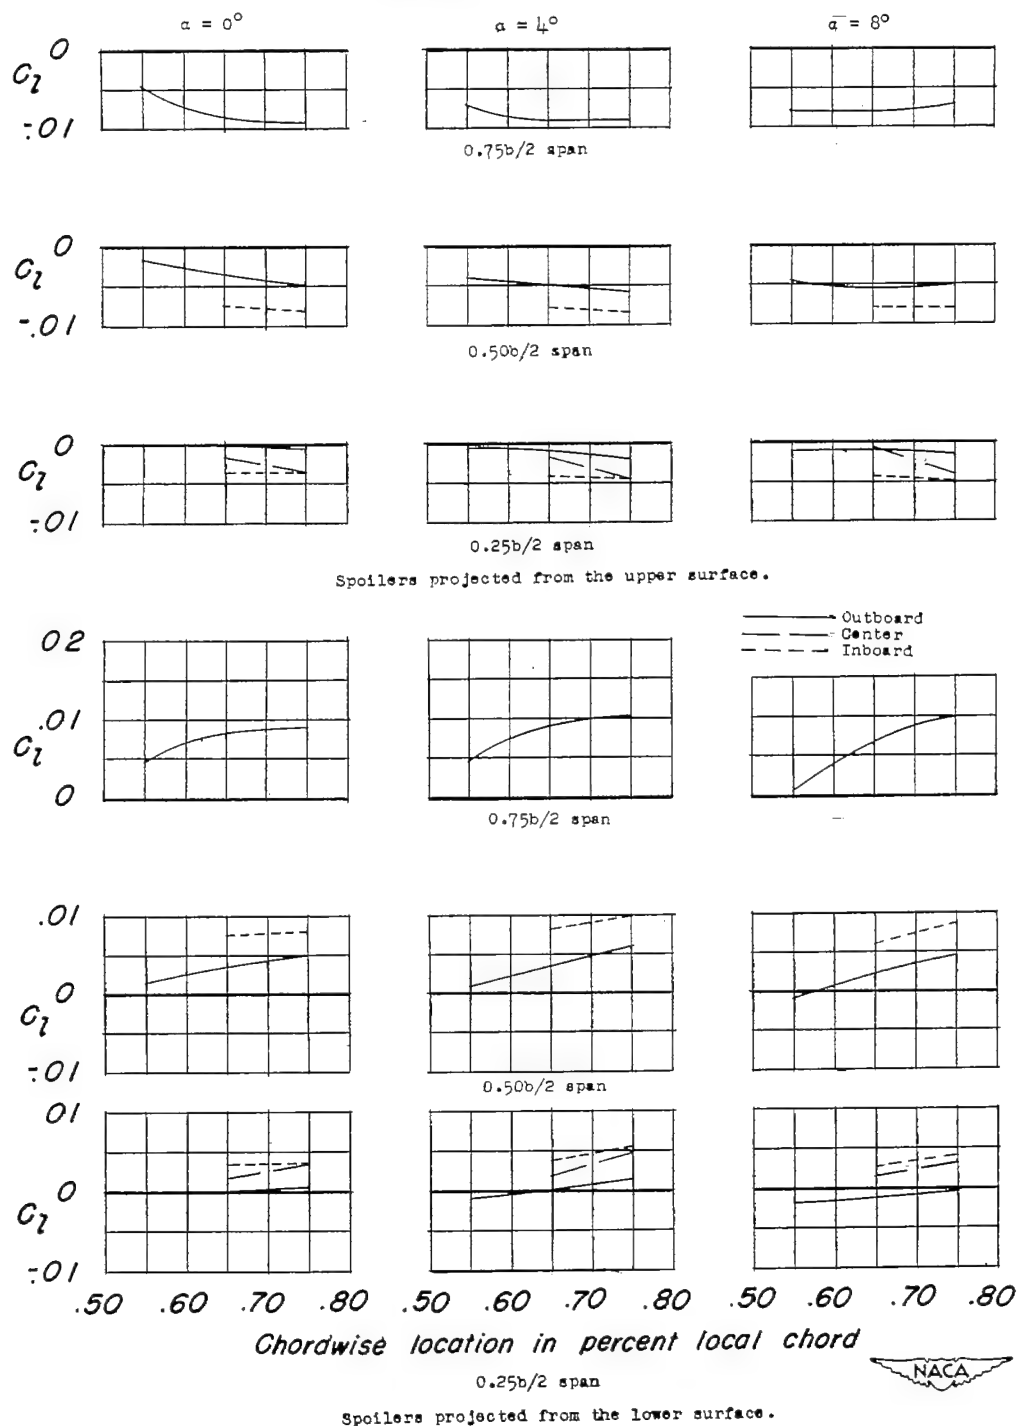 α = 0° α = 4° α = 8°
0
C_l
-.01
0.75b/2 span
0
C_l
-.01
0.50b/2 span
0
C_l
-.01
0.25b/2 span
Spoilers projected from the upper surface.
Outboard
Center
Inboard
02
.01
C_l
0
0.75b/2 span
.01
0
C_l
-.01
0.50b/2 span
01
0
C_l
-.01
.50 .60 .70 .80 .50 .60 .70 .80 .50 .60 .70 .80
Chordwise location in percent local chord
NACA
0.25b/2 span
Spoilers projected from the lower surface.